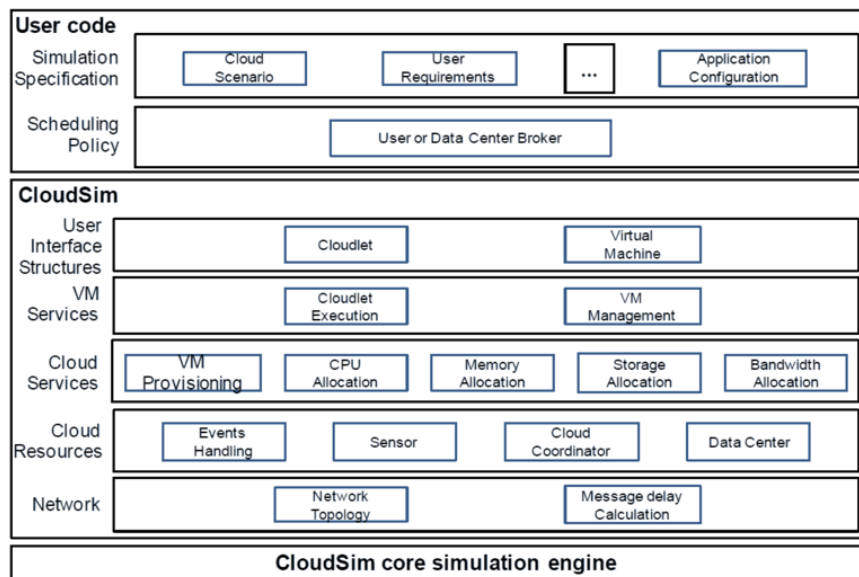 User code
Simulation
Specification
Cloud
Scenario
User
Requirements
...
Application
Configuration
Scheduling
Policy
User or Data Center Broker
CloudSim
User
Interface
Structures
Cloudlet
Virtual
Machine
VM
Services
Cloudlet
Execution
VM
Management
Cloud
Services
VM
Provisioning
CPU
Allocation
Memory
Allocation
Storage
Allocation
Bandwidth
Allocation
Cloud
Resources
Events
Handling
Sensor
Cloud
Coordinator
Data Center
Network
Network
Topology
Message delay
Calculation
CloudSim core simulation engine